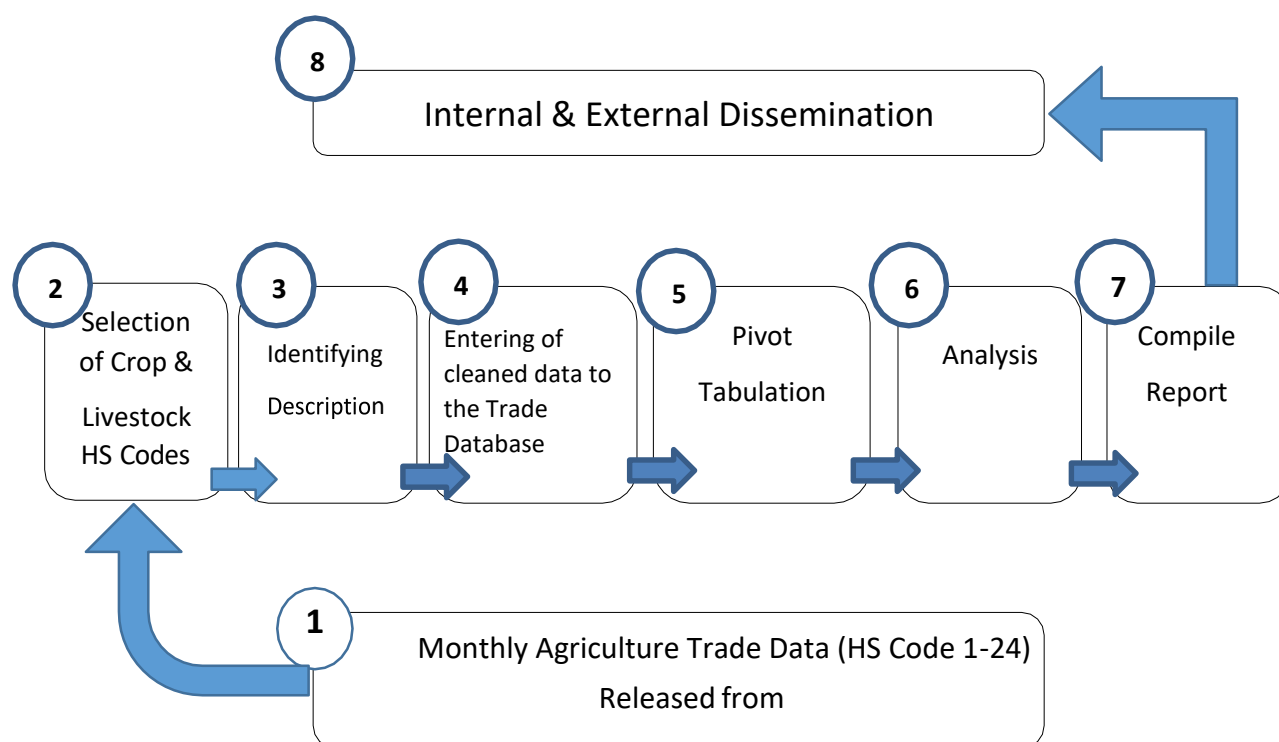 8
Internal & External Dissemination
2
Selection
of Crop &
Livestock
HS Codes
3
Identifying
Description
4
Entering of
cleaned data to
the Trade
Database
5
Pivot
Tabulation
6
Analysis
7
Compile
Report
1
Monthly Agriculture Trade Data (HS Code 1-24)
Released from